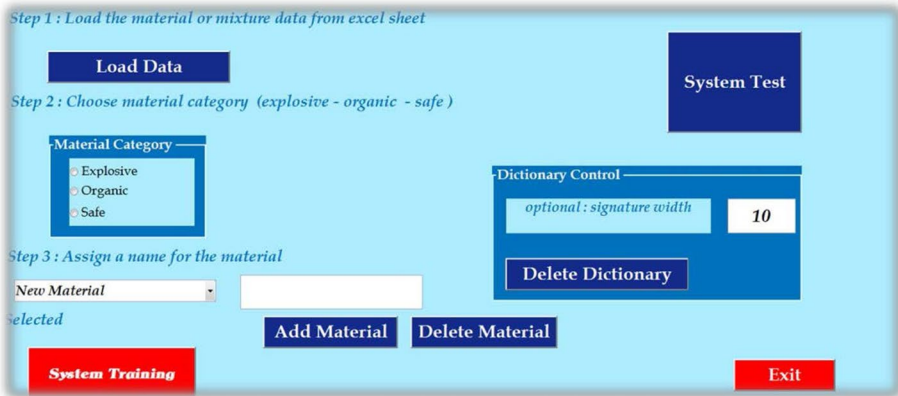 Step 1 : Load the material or mixture data from excel sheet
Load Data
System Test
Step 2 : Choose material category (explosive - organic - safe )
Material Category
Explosive
Organic
Safe
Dictionary Control
optional : signature width
10
Delete Dictionary
Step 3 : Assign a name for the material
New Material
Selected
Add Material
Delete Material
System Training
Exit